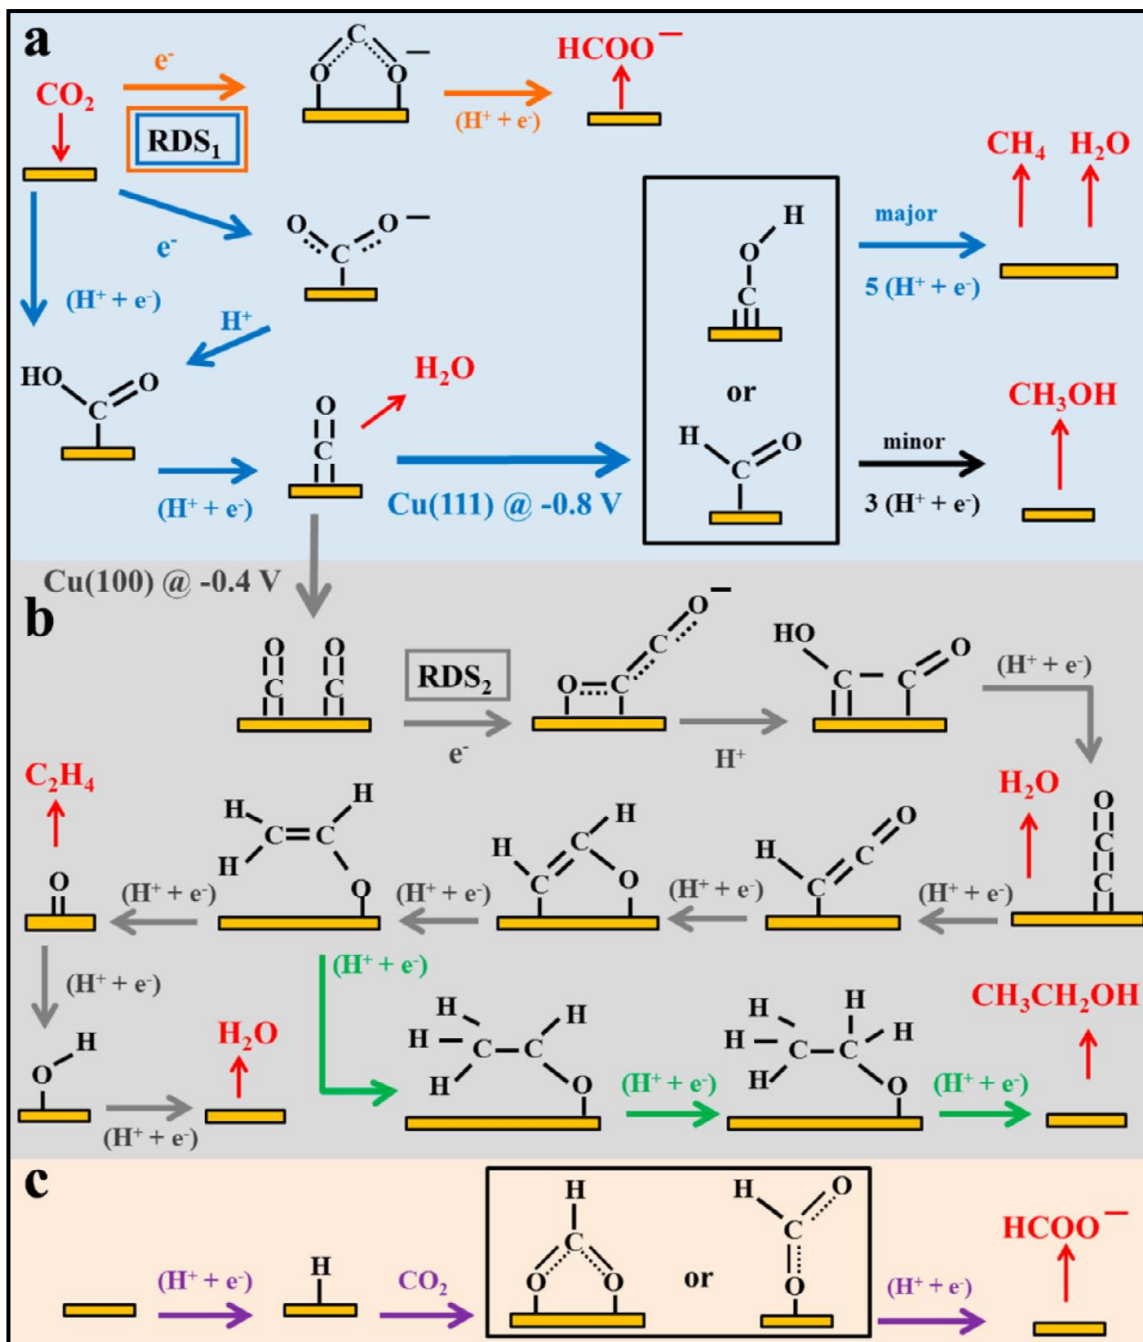 a
e⁻
C
O O
−
HCOO⁻
CO₂
RDS₁
(H⁺ + e⁻)
CH₄ H₂O
e⁻
O O
−
C
H
O
C
major
5 (H⁺ + e⁻)
(H⁺ + e⁻)
H⁺
HO O
C
H₂O
O
C
or
CH₃OH
H O
C
minor
3 (H⁺ + e⁻)
(H⁺ + e⁻)
Cu(111) @ -0.8 V
Cu(100) @ -0.4 V
b
O O
C C
RDS₂
e⁻
O⁻
C
O C
H⁺
HO O
C C
(H⁺ + e⁻)
C₂H₄
H H
C C
H
O
H
H C
C O
O
H C
C
H₂O
O
C
C
O
(H⁺ + e⁻)
(H⁺ + e⁻)
(H⁺ + e⁻)
(H⁺ + e⁻)
(H⁺ + e⁻)
(H⁺ + e⁻)
H
O
(H⁺ + e⁻)
H₂O
H H
H C C
H
O
(H⁺ + e⁻)
H H
H C C H
H
O
(H⁺ + e⁻)
CH₃CH₂OH
c
(H⁺ + e⁻)
H
CO₂
H
C
O O
or
H O
C
O
(H⁺ + e⁻)
HCOO⁻